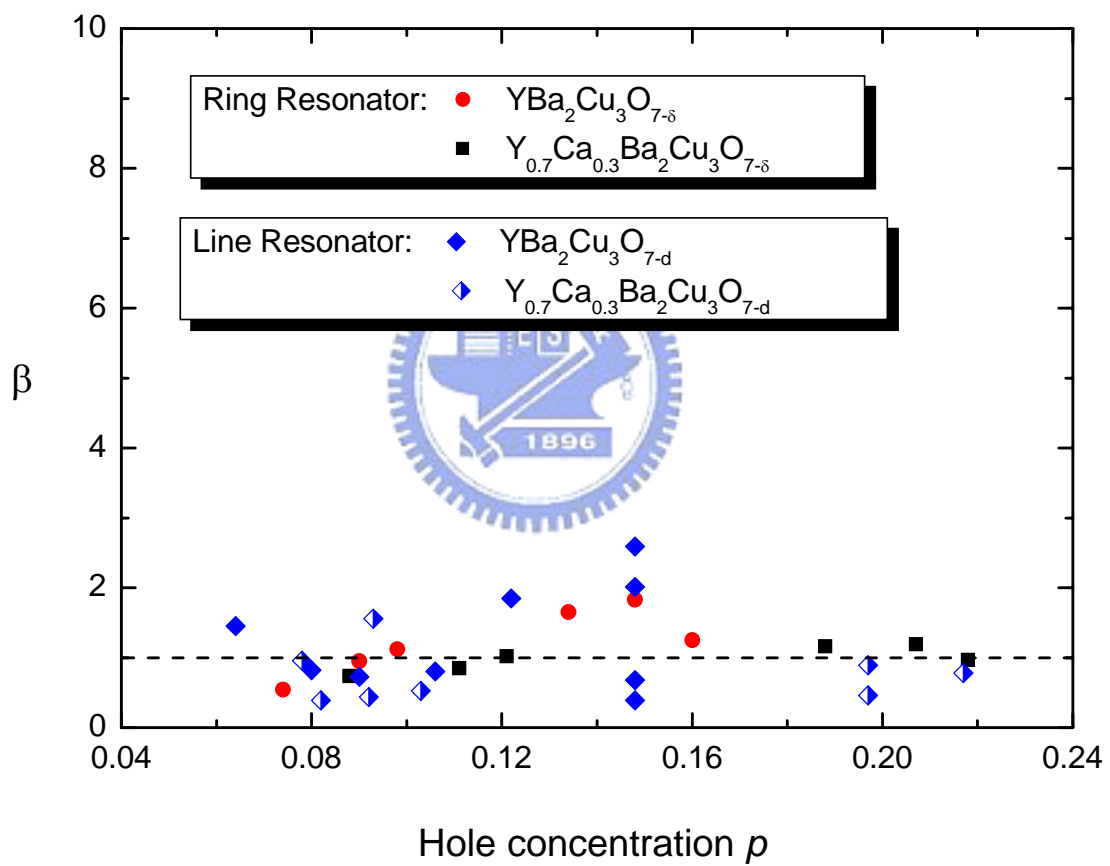 10
8
6
4
2
0
β
Ring Resonator: YBa₂Cu₃O₇₋δ
Y₀.₇Ca₀.₃Ba₂Cu₃O₇₋δ
Line Resonator: YBa₂Cu₃O₇₋d
Y₀.₇Ca₀.₃Ba₂Cu₃O₇₋d
1896
0.04 0.08 0.12 0.16 0.20 0.24
Hole concentration p